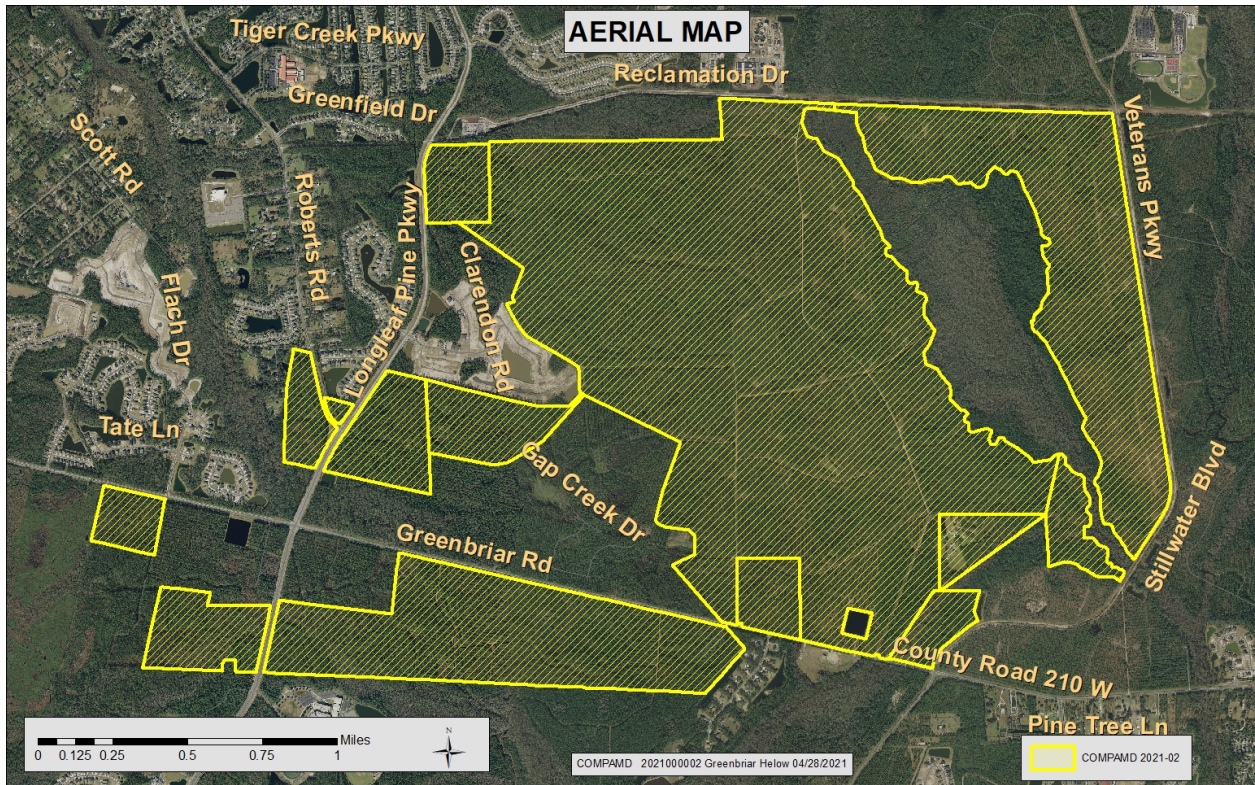 AERIAL MAP
Tiger Creek Pkwy
Reclamation Dr
Greenfield Dr
Scott Rd
Veterans Pkwy
Roberts Rd
Longleaf Pine Pkwy
Clarendon Rd
Flach Dr
Tate Ln
Gap Creek Dr
Greenbriar Rd
Stillwater Blvd
County Road 210 W
Pine Tree Ln
Miles
0 0.125 0.25 0.5 0.75 1
N
COMPAMD 2021000002 Greenbriar Helow 04/28/2021
COMPAMD 2021-02